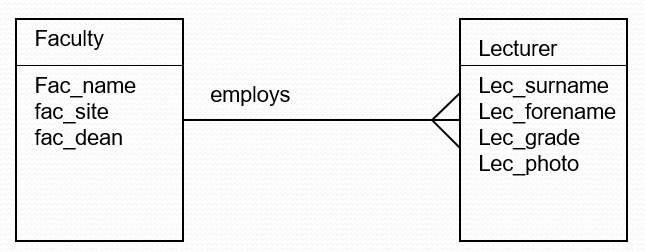 Faculty
Fac_name
fac_site
fac_dean
employs
Lecturer
Lec_surname
Lec_forename
Lec_grade
Lec_photo